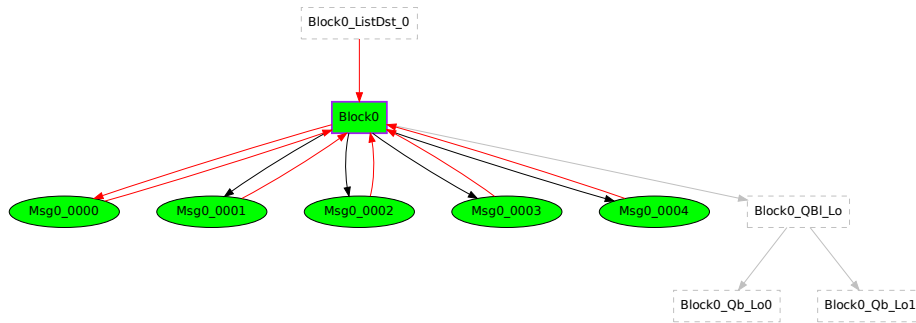 Block0_ListDst_0
Block0
Msg0_0000
Msg0_0001
Msg0_0002
Msg0_0003
Msg0_0004
Block0_QBl_Lo
Block0_Qb_Lo0
Block0_Qb_Lo1